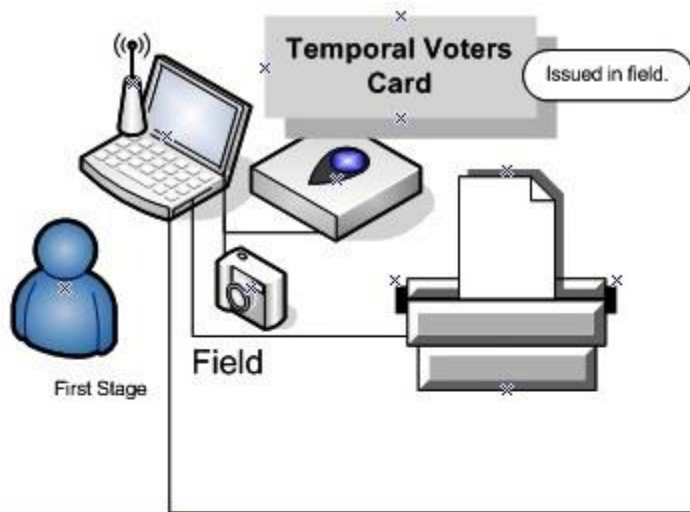 Temporal Voters
Card
Issued in field.
Field
First Stage